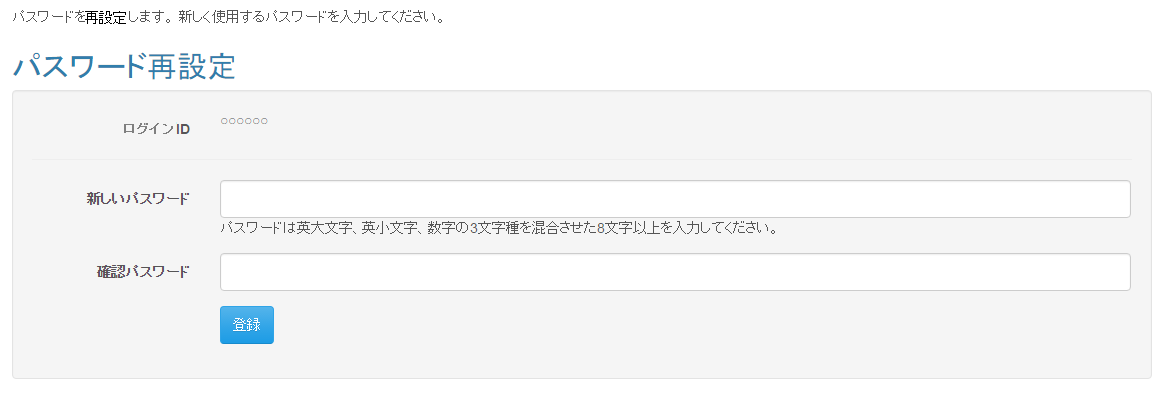 パスワードを再設定します。新しく使用するパスワードを入力してください。
パスワード再設定
ログインID ○○○○○○
新しいパスワード
パスワードは英大文字、英小文字、数字の3文字種を混合させた8文字以上を入力してください。
確認パスワード
登録